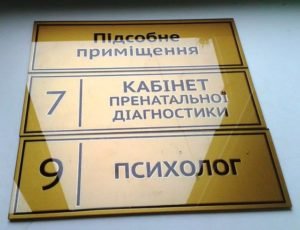 Підсобне
приміщення
7 КАБІНЕТ
ПРЕНАТАЛЬНОЇ
ДІАГНОСТИКИ
9 ПСИХОЛОГ